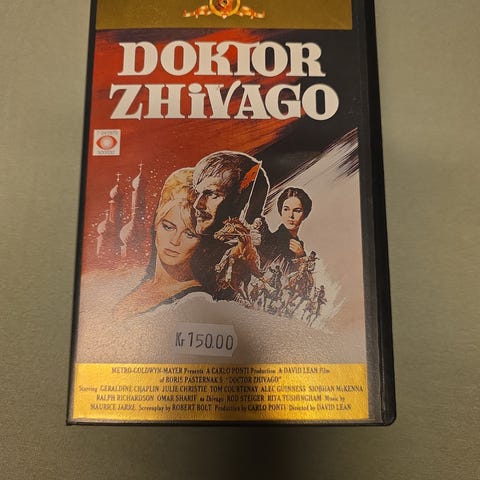 DOKTOR
ZHiVAGO
Kr 150.00
METRO-GOLDWYN-MAYER Presents A CARLO PONTI Production A DAVID LEAN Film
of BORIS PASTERNAK'S "DOKTOR ZHIVAGO"
Starring GERALDINE CHAPLIN JULIE CHRISTIE TOM COURTENAY ALEC GUINNESS SIOBHAN McKENNA
RALPH RICHARDSON OMAR SHARIF as Zhivago ROD STEIGER RITA TUSHINGHAM Music by
MAURICE JARRE Screenplay by ROBERT BOLT Production by CARLO PONTI Directed by DAVID LEAN